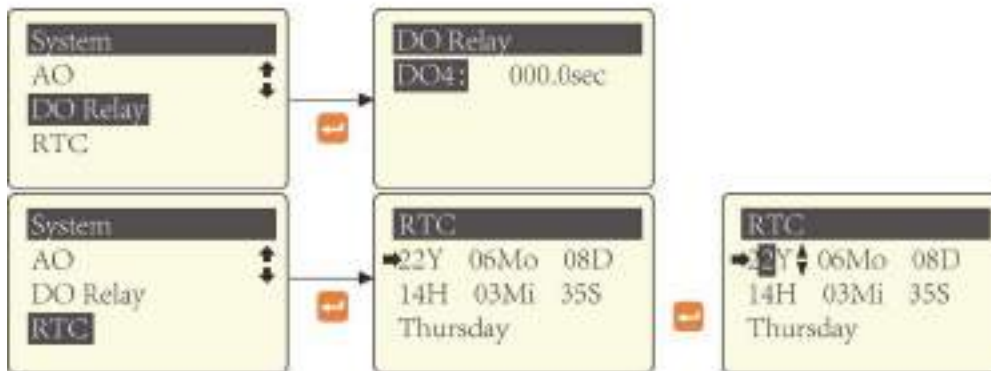 System
AO
DO Relay
RTC
DO Relay
DO4: 000.0sec
System
AO
DO Relay
RTC
RTC
22Y 06Mo 08D
14H 03Mi 35S
Thursday
RTC
22Y 06Mo 08D
14H 03Mi 35S
Thursday